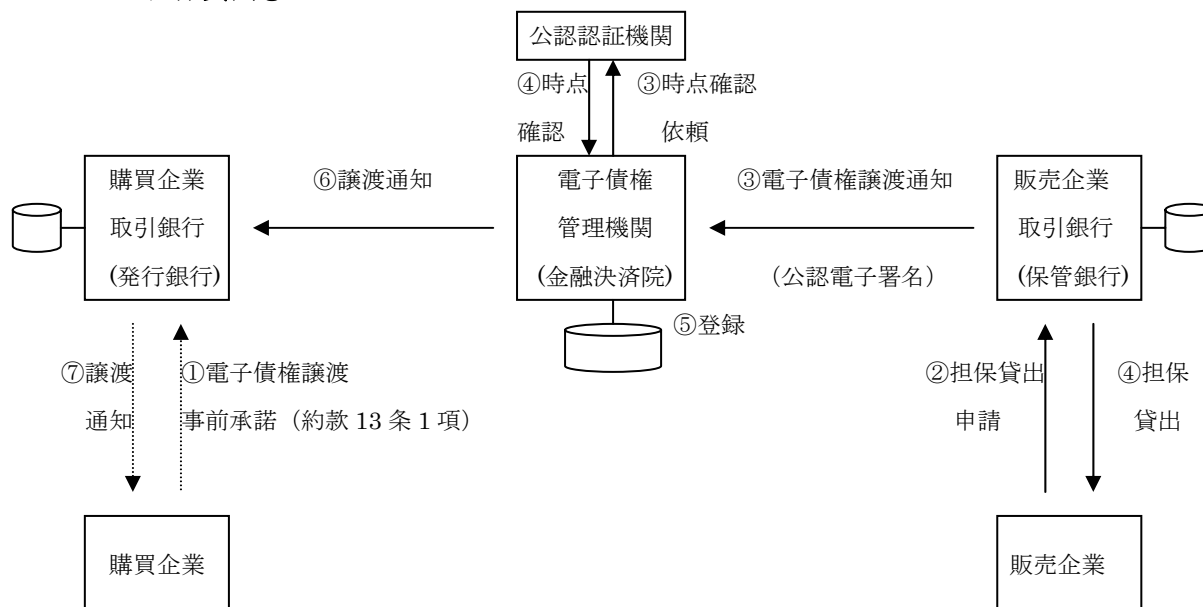 公認認証機関
④時点
確認
③時点確認
依頼
購買企業
取引銀行
(発行銀行)
⑥譲渡通知
電子債権
管理機関
(金融決済院)
③電子債権譲渡通知
（公認電子署名）
販売企業
取引銀行
(保管銀行)
⑤登録
⑦譲渡
通知
①電子債権譲渡
事前承諾（約款 13 条 1 項）
②担保貸出
申請
④担保
貸出
購買企業
販売企業